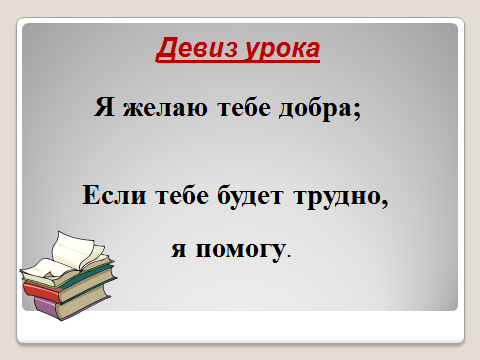 Девиз урока
Я желаю тебе добра;
Если тебе будет трудно,
я помогу.